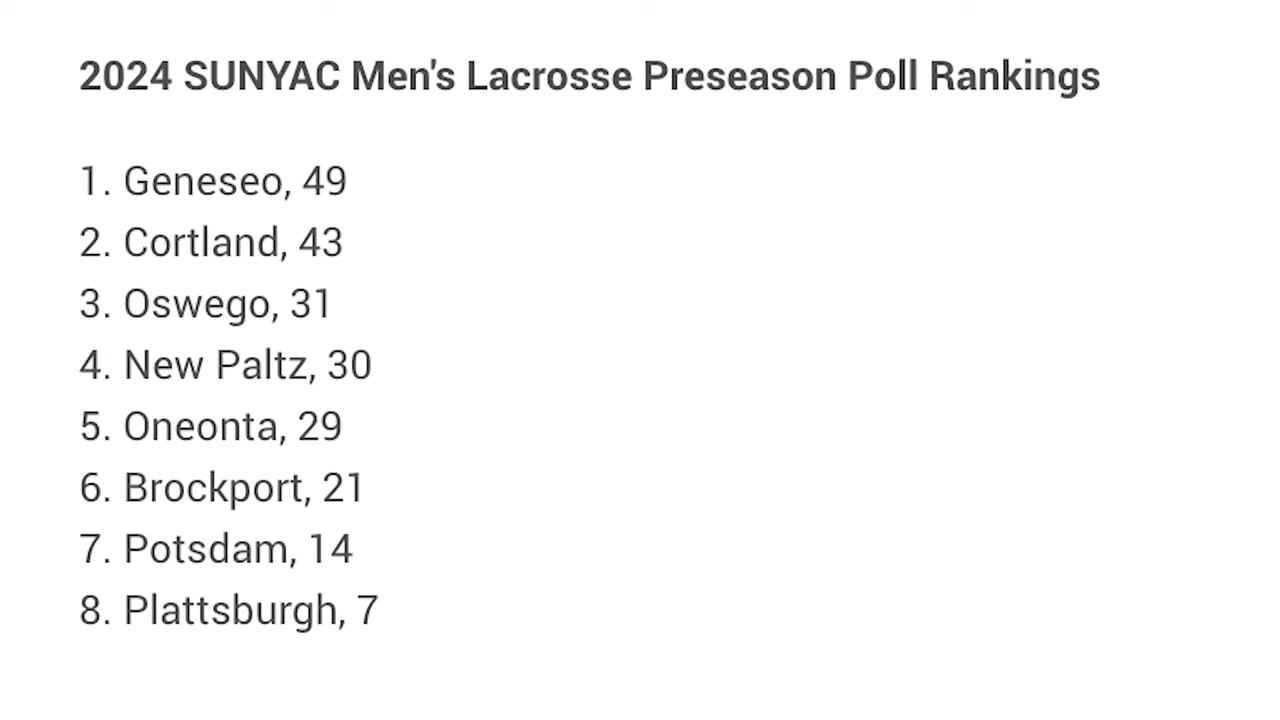 2024 SUNYAC Men's Lacrosse Preseason Poll Rankings
1. Geneseo, 49
2. Cortland, 43
3. Oswego, 31
4. New Paltz, 30
5. Oneonta, 29
6. Brockport, 21
7. Potsdam, 14
8. Plattsburgh, 7